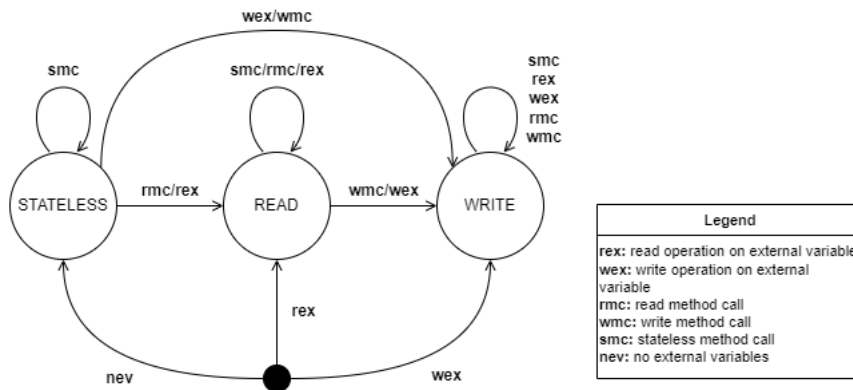 wex/wmc
smc
smc/rmc/rex
smc
rex
wex
rmc
wmc
STATELESS
rmc/rex
READ
wmc/wex
WRITE
rex
nev
wex
Legend
rex: read operation on external variable
wex: write operation on external
variable
rmc: read method call
wmc: write method call
smc: stateless method call
nev: no external variables